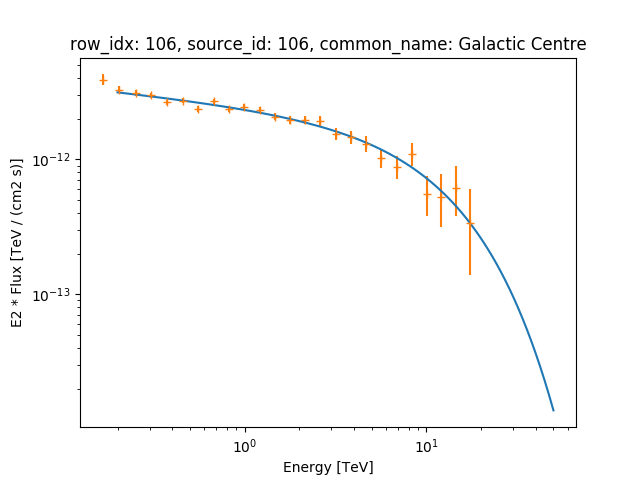 row_idx: 106, source_id: 106, common_name: Galactic Centre
E2 * Flux [TeV / (cm2 s)]
10⁻¹²
10⁻¹³
10⁰
10¹
Energy [TeV]